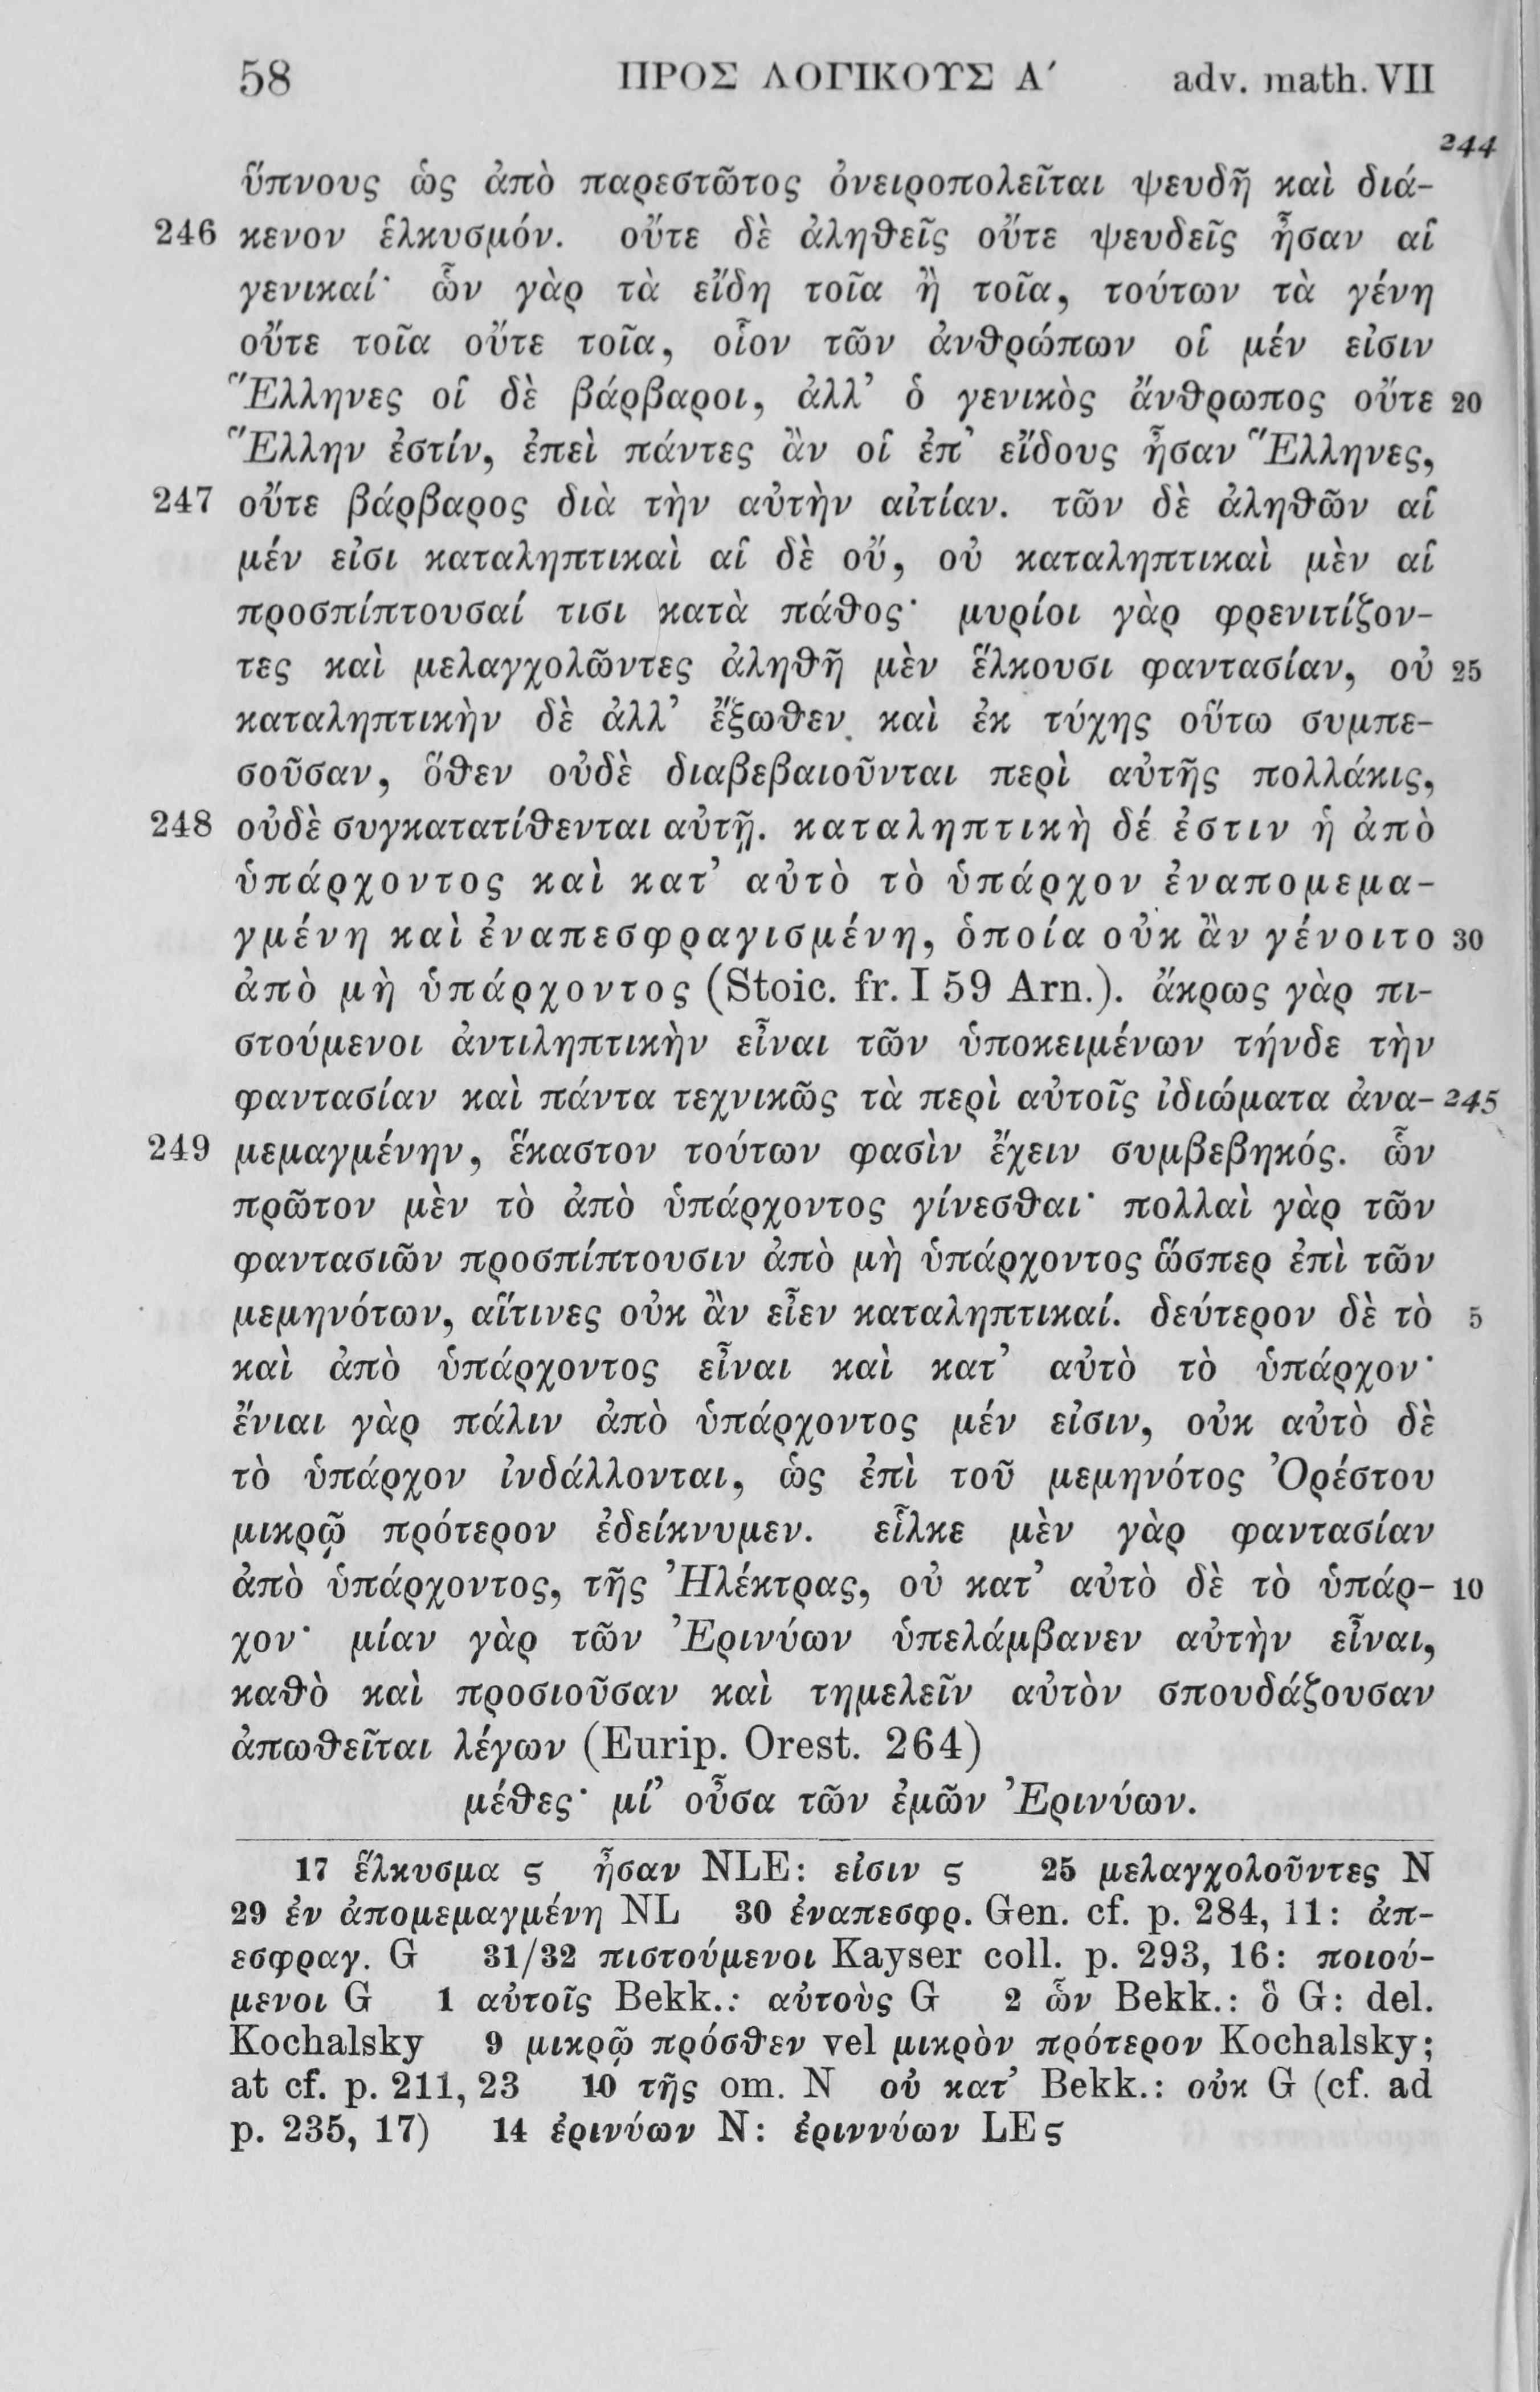 58 ΠΡΟΣ ΛΟΓΙΚΟΥΣ Α΄ adv. math. VII
244
ὕπνους ὡς ἀπὸ παρεστῶτος ὀνειροπολεῖται ψευδῆ καὶ διά-
246 κενον ἑλκυσμόν. οὔτε δὲ ἀληθεῖς οὔτε ψευδεῖς ἦσαν αἱ
γενικαί· ὧν γὰρ τὰ εἴδη τοῖα ἢ τοῖα, τούτων τὰ γένη
οὔτε τοῖα οὔτε τοῖα, οἷον τῶν ἀνθρώπων οἱ μέν εἰσιν
Ἕλληνες οἱ δὲ βάρβαροι, ἀλλ’ ὁ γενικὸς ἄνθρωπος οὔτε 20
Ἕλλην ἐστίν, ἐπεὶ πάντες ἂν οἱ ἐπ’ εἴδους ἦσαν Ἕλληνες,
247 οὔτε βάρβαρος διὰ τὴν αὐτὴν αἰτίαν. τῶν δὲ ἀληθῶν αἱ
μέν εἰσι καταληπτικαὶ αἱ δὲ οὔ, οὐ καταληπτικαὶ μὲν αἱ
προσπίπτουσαί τισι κατὰ πάθος· μυρίοι γὰρ φρενιτίζον-
τες καὶ μελαγχολῶντες ἀληθῆ μὲν ἕλκουσι φαντασίαν, οὐ 25
καταληπτικὴν δὲ ἀλλ’ ἔξωθεν καὶ ἐκ τύχης οὕτω συμπε-
σοῦσαν, ὅθεν οὐδὲ διαβεβαιοῦνται περὶ αὐτῆς πολλάκις,
248 οὐδὲ συγκατατίθενται αὐτῇ. καταληπτικὴ δέ ἐστιν ἡ ἀπὸ
ὑπάρχοντος καὶ κατ’ αὐτὸ τὸ ὑπάρχον ἐναπομεμα-
γμένη καὶ ἐναπεσφραγισμένη, ὁποία οὐκ ἂν γένοιτο 30
ἀπὸ μὴ ὑπάρχοντος (Stoic. fr. I 59 Arn.). ἄκρως γὰρ πι-
στούμενοι ἀντιληπτικὴν εἶναι τῶν ὑποκειμένων τήνδε τὴν
φαντασίαν καὶ πάντα τεχνικῶς τὰ περὶ αὐτοῖς ἰδιώματα ἀνα- 245
249 μεμαγμένην, ἕκαστον τούτων φασὶν ἔχειν συμβεβηκός. ὧν
πρῶτον μὲν τὸ ἀπὸ ὑπάρχοντος γίνεσθαι· πολλαὶ γὰρ τῶν
φαντασιῶν προσπίπτουσιν ἀπὸ μὴ ὑπάρχοντος ὥσπερ ἐπὶ τῶν
μεμηνότων, αἵτινες οὐκ ἂν εἶεν καταληπτικαί. δεύτερον δὲ τὸ 5
καὶ ἀπὸ ὑπάρχοντος εἶναι καὶ κατ’ αὐτὸ τὸ ὑπάρχον·
ἔνιαι γὰρ πάλιν ἀπὸ ὑπάρχοντος μέν εἰσιν, οὐκ αὐτὸ δὲ
τὸ ὑπάρχον ἰνδάλλονται, ὡς ἐπὶ τοῦ μεμηνότος Ὀρέστου
μικρῷ πρότερον ἐδείκνυμεν. εἷλκε μὲν γὰρ φαντασίαν
ἀπὸ ὑπάρχοντος, τῆς Ἠλέκτρας, οὐ κατ’ αὐτὸ δὲ τὸ ὑπάρ- 10
χον· μίαν γὰρ τῶν Ἐρινύων ὑπελάμβανεν αὐτὴν εἶναι,
καθὸ καὶ προσιοῦσαν καὶ τημελεῖν αὐτὸν σπουδάζουσαν
ἀπωθεῖται λέγων (Eurip. Orest. 264)
μέθες· μί’ οὖσα τῶν ἐμῶν Ἐρινύων.
17 ἕλκυσμα ς ἦσαν NLE: εἰσιν ς 25 μελαγχολοῦντες N
29 ἐν ἀπομεμαγμένη NL 30 ἐναπεσφρ. Gen. cf. p. 284, 11: ἀπ-
εσφραγ. G 31/32 πιστούμενοι Kayser coll. p. 293, 16: ποιού-
μενοι G 1 αὐτοῖς Bekk.: αὐτοὺς G 2 ὧν Bekk.: ὃ G: del.
Kochalsky 9 μικρῷ πρόσθεν vel μικρὸν πρότερον Kochalsky;
at cf. p. 211, 23 10 τῆς om. N οὐ κατ’ Bekk.: οὐκ G (cf. ad
p. 235, 17) 14 ἐρινύων N: ἐριννύων LEς